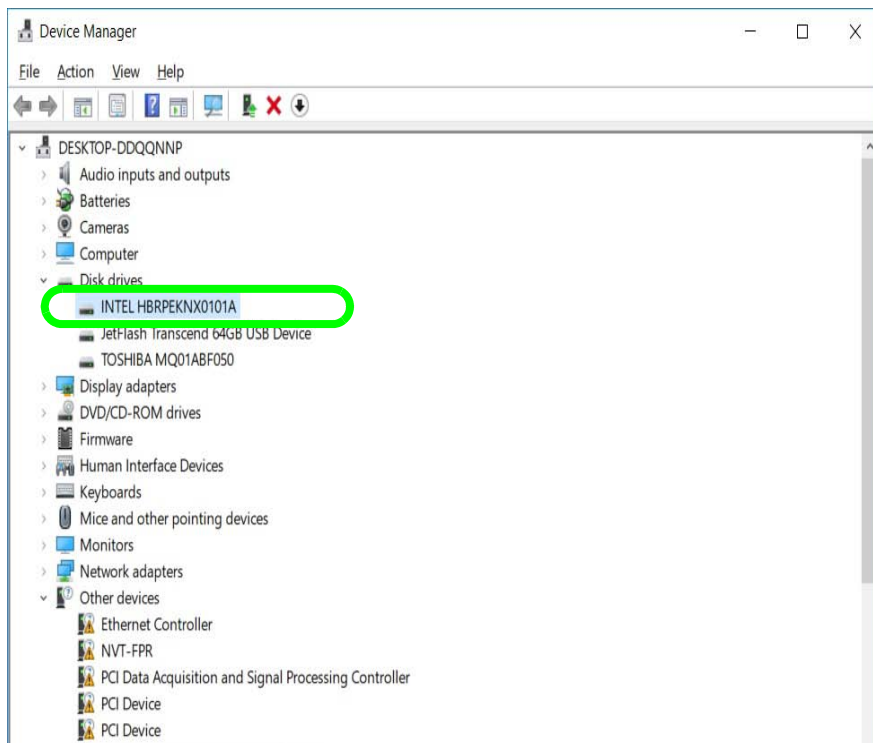 Device Manager
File Action View Help
DESKTOP-DDQQNNP
Audio inputs and outputs
Batteries
Cameras
Computer
Disk drives
INTEL HBRPEKNX0101A
JetFlash Transcend 64GB USB Device
TOSHIBA MQ01ABF050
Display adapters
DVD/CD-ROM drives
Firmware
Human Interface Devices
Keyboards
Mice and other pointing devices
Monitors
Network adapters
Other devices
Ethernet Controller
NVT-FPR
PCI Data Acquisition and Signal Processing Controller
PCI Device
PCI Device